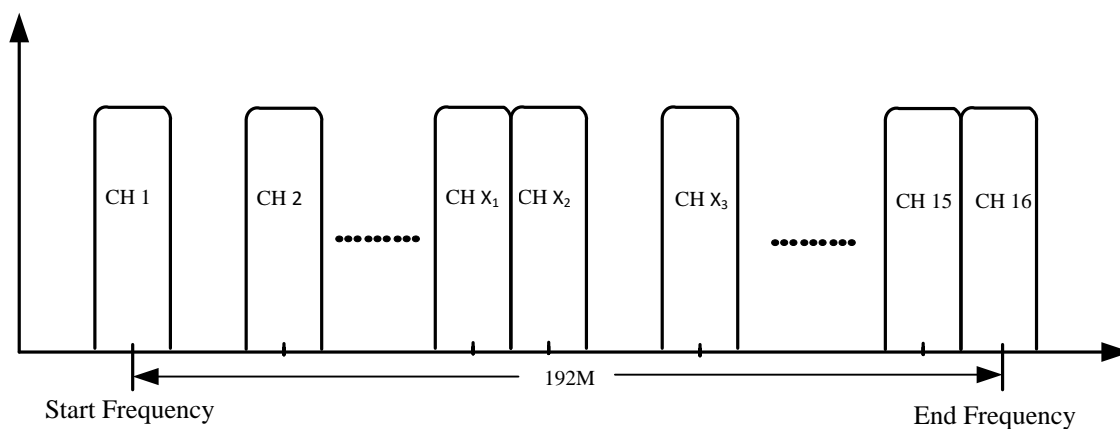 CH 1
CH 2
CH X₁
CH X₂
CH X₃
CH 15
CH 16
192M
Start Frequency
End Frequency